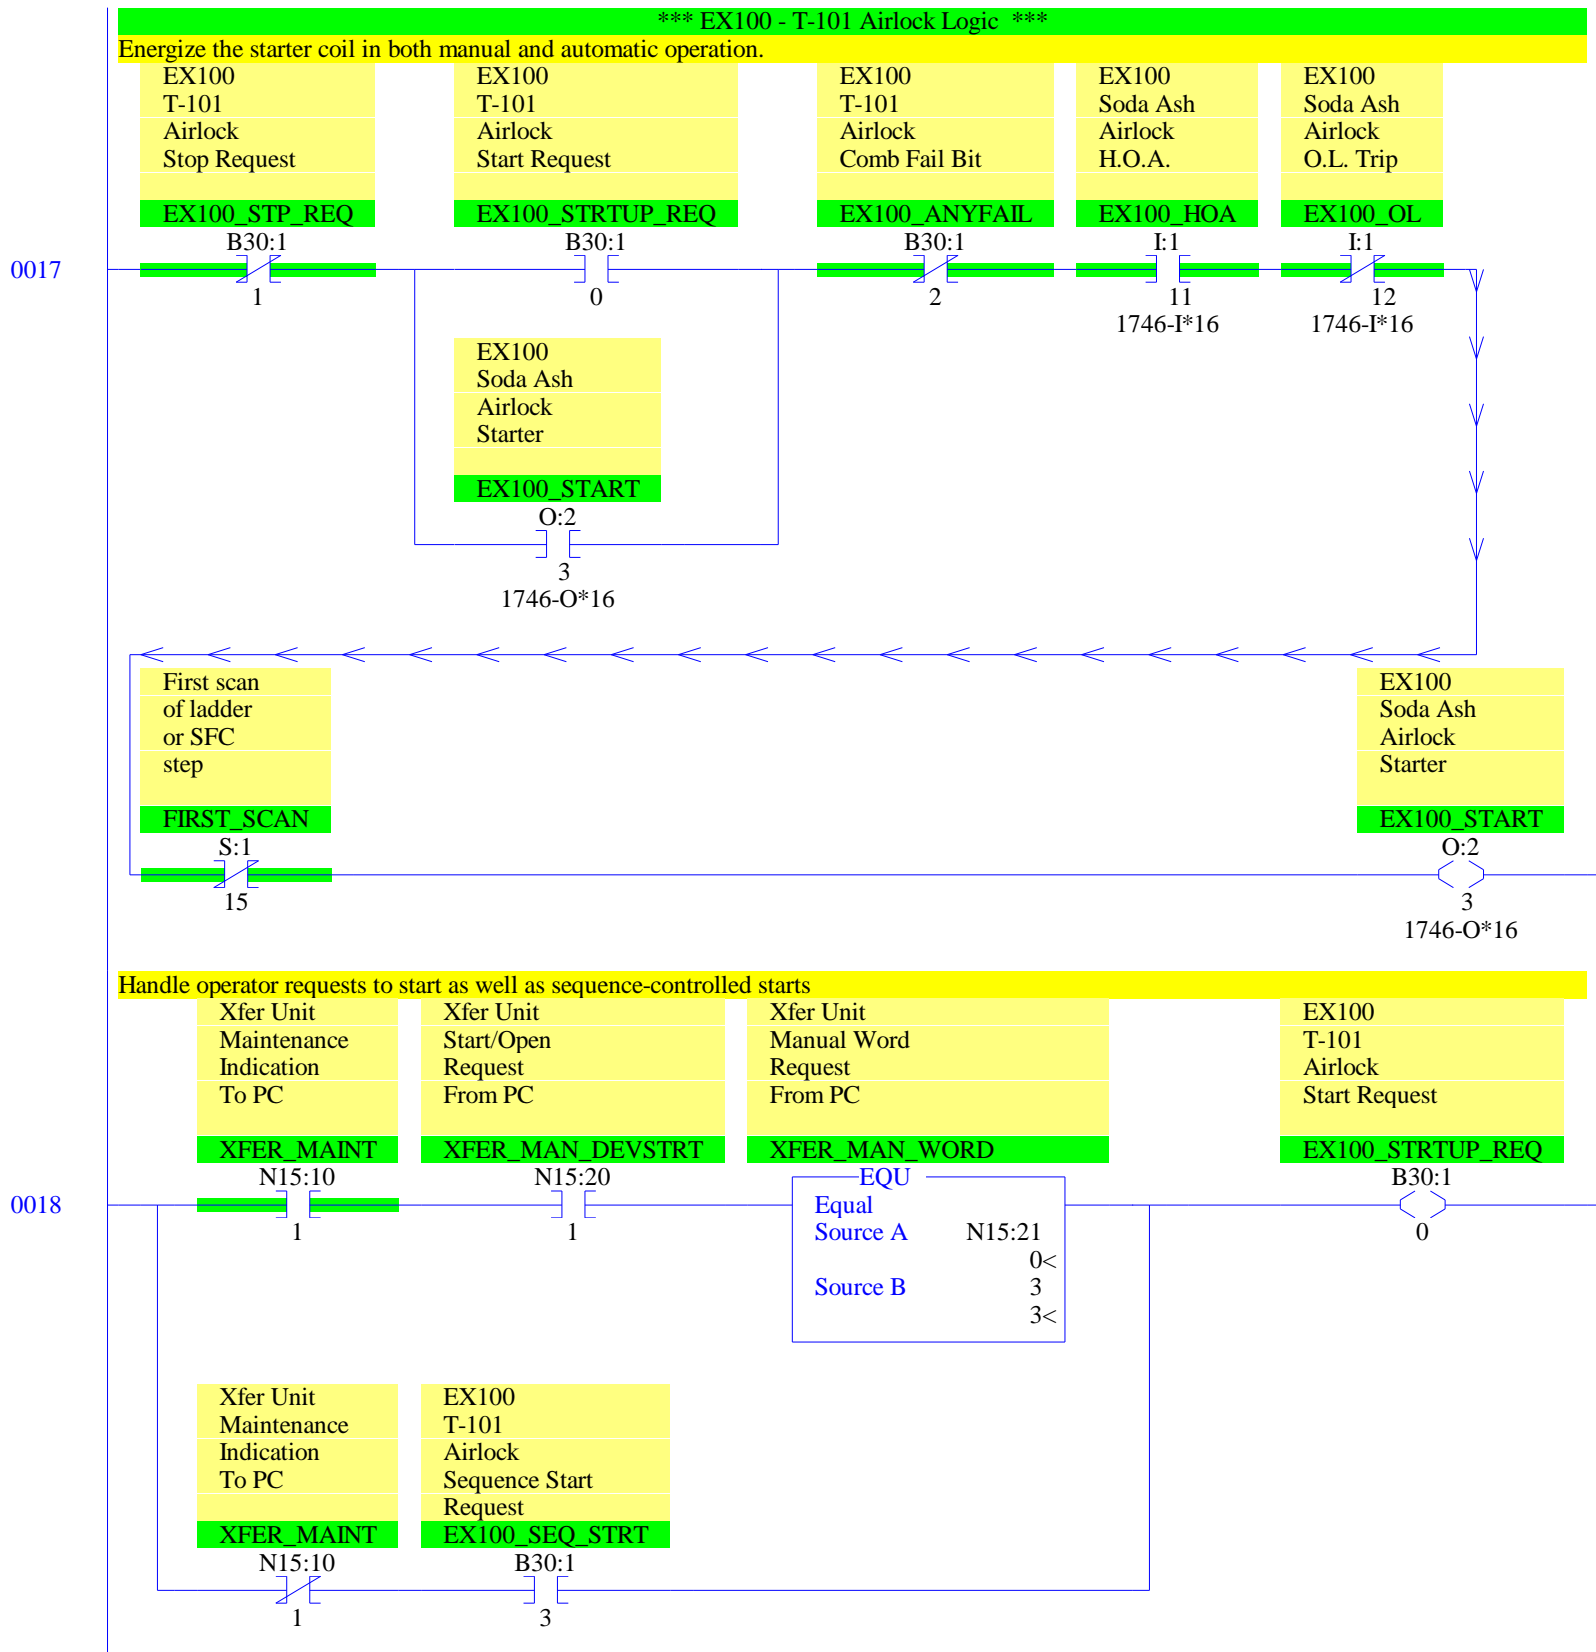 *** EX100 - T-101 Airlock Logic ***
Energize the starter coil in both manual and automatic operation.
EX100
T-101
Airlock
Stop Request
EX100_STP_REQ
B30:1
1
EX100
T-101
Airlock
Start Request
EX100_STRTUP_REQ
B30:1
0
EX100
T-101
Airlock
Comb Fail Bit
EX100_ANYFAIL
B30:1
2
EX100
Soda Ash
Airlock
H.O.A.
EX100_HOA
I:1
11
1746-I*16
EX100
Soda Ash
Airlock
O.L. Trip
EX100_OL
I:1
12
1746-I*16
0017
EX100
Soda Ash
Airlock
Starter
EX100_START
O:2
3
1746-O*16
First scan
of ladder
or SFC
step
FIRST_SCAN
S:1
15
EX100
Soda Ash
Airlock
Starter
EX100_START
O:2
3
1746-O*16
Handle operator requests to start as well as sequence-controlled starts
Xfer Unit
Maintenance
Indication
To PC
XFER_MAINT
N15:10
1
Xfer Unit
Start/Open
Request
From PC
XFER_MAN_DEVSTRT
N15:20
1
Xfer Unit
Manual Word
Request
From PC
XFER_MAN_WORD
EQU
Equal
Source A N15:21
0<
Source B 3
3<
EX100
T-101
Airlock
Start Request
EX100_STRTUP_REQ
B30:1
0
0018
Xfer Unit
Maintenance
Indication
To PC
XFER_MAINT
N15:10
1
EX100
T-101
Airlock
Sequence Start
Request
EX100_SEQ_STRT
B30:1
3